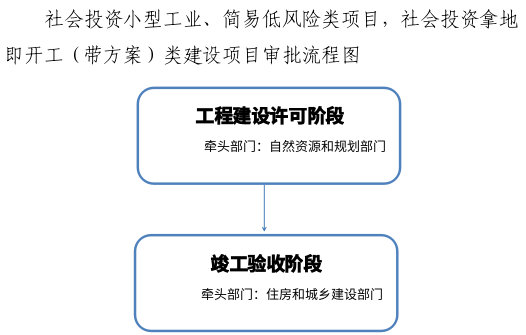 社会投资小型工业、简易低风险类项目，社会投资拿地
即开工（带方案）类建设项目审批流程图
工程建设许可阶段
牵头部门：自然资源和规划部门
竣工验收阶段
牵头部门：住房和城乡建设部门